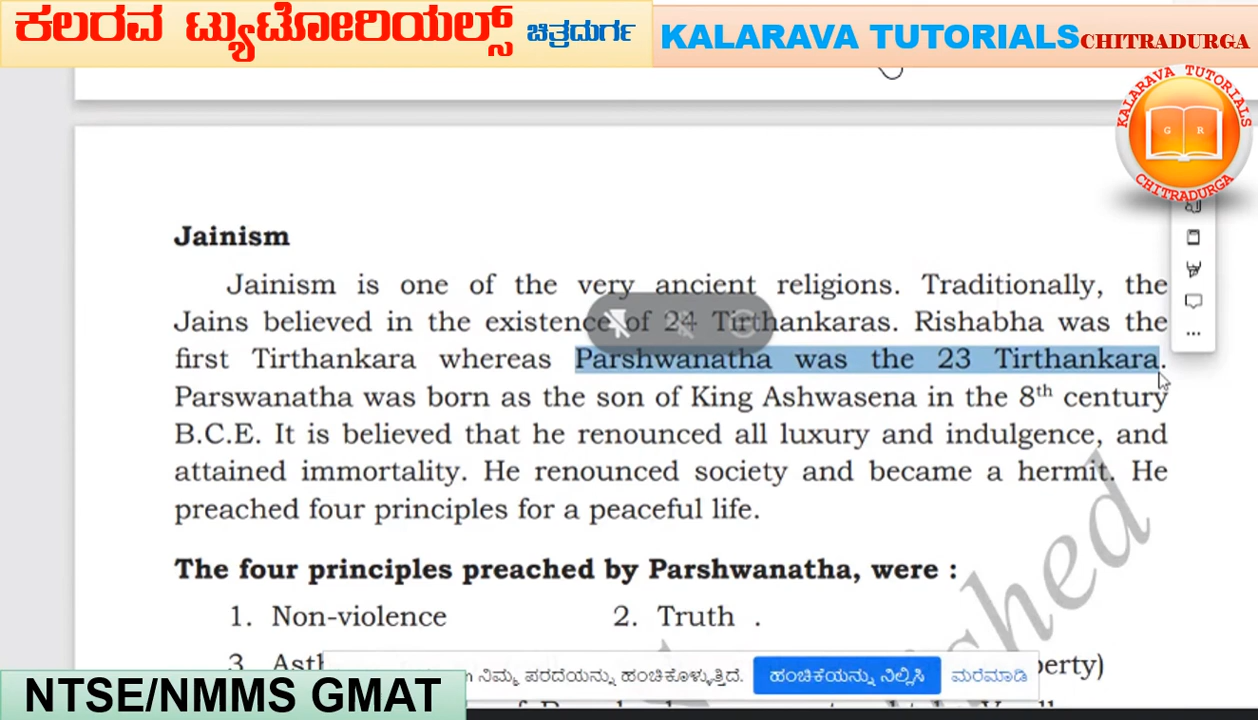 ಕಲರವ ಟ್ಯುಟೋರಿಯಲ್ಸ್ ಚಿತ್ರದುರ್ಗ KALARAVA TUTORIALS CHITRADURGA
KALARAVA TUTORIALS
G R
CHITRADURGA
Jainism
Jainism is one of the very ancient religions. Traditionally, the
Jains believed in the existence of 24 Tirthankaras. Rishabha was the
first Tirthankara whereas Parshwanatha was the 23 Tirthankara.
Parswanatha was born as the son of King Ashwasena in the 8th century
B.C.E. It is believed that he renounced all luxury and indulgence, and
attained immortality. He renounced society and became a hermit. He
preached four principles for a peaceful life.
The four principles preached by Parshwanatha, were :
1. Non-violence 2. Truth .
3. 
ನಿಮ್ಮ ಪರದೆಯನ್ನು ಹಂಚಿಕೊಳ್ಳುತ್ತಿದೆ. ಹಂಚಿಕೆಯನ್ನು ನಿಲ್ಲಿಸಿ ಮರೆಮಾಡಿ
NTSE/NMMS GMAT